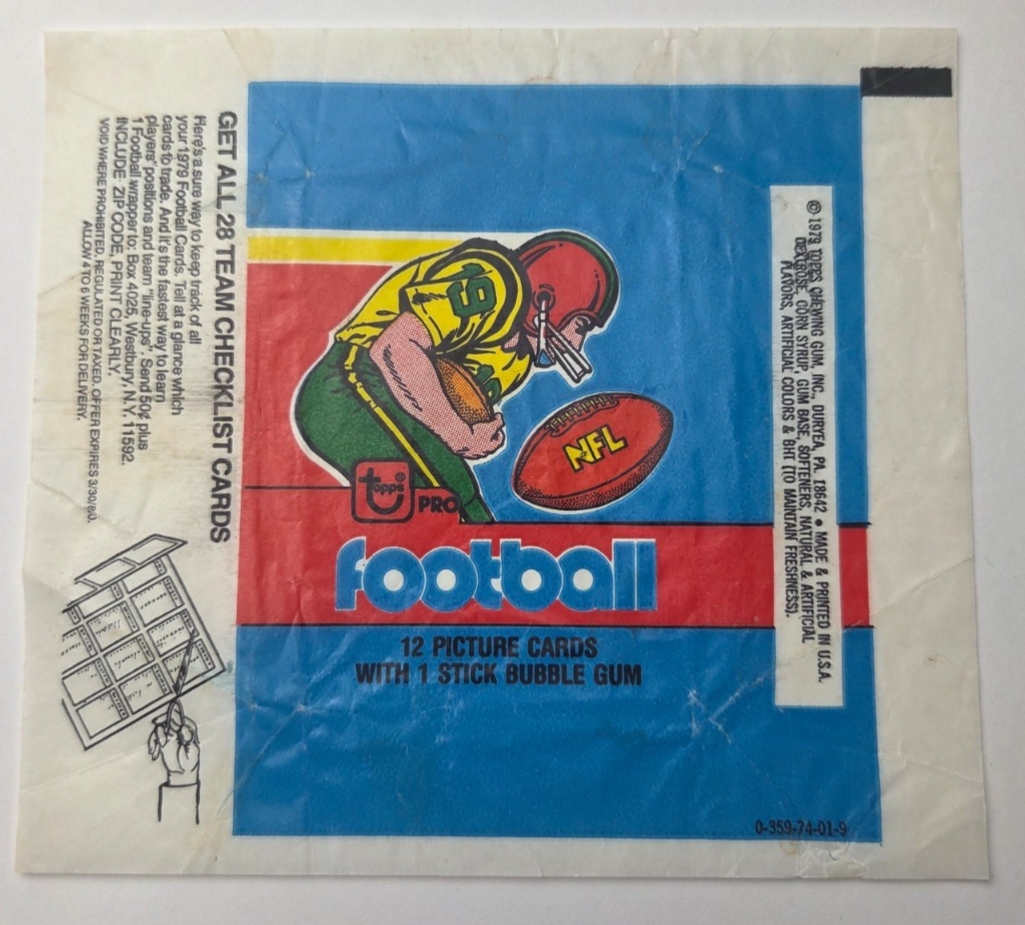 GET ALL 28 TEAM CHECKLIST CARDS
Here's a sure way to keep track of all
your 1979 Football Cards. Tell at a glance which
cards to trade. And it's the fastest way to learn
players' positions and team "line-ups". Send 50¢ plus
1 Football wrapper to: Box 4025, Westbury, N.Y. 11592.
INCLUDE ZIP CODE, PRINT CLEARLY.
VOID WHERE PROHIBITED, REGULATED OR TAXED. OFFER EXPIRES 3/30/80.
ALLOW 4 TO 6 WEEKS FOR DELIVERY.
19
NFL
topps®
PRO
football
12 PICTURE CARDS
WITH 1 STICK BUBBLE GUM
© 1979 TOPPS CHEWING GUM, INC., DURYEA, PA. 18642 • MADE & PRINTED IN U.S.A.
DEXTROSE, CORN SYRUP, GUM BASE, SOFTENERS, NATURAL & ARTIFICIAL
FLAVORS, ARTIFICIAL COLORS & BHT (TO MAINTAIN FRESHNESS).
0-359-74-01-9